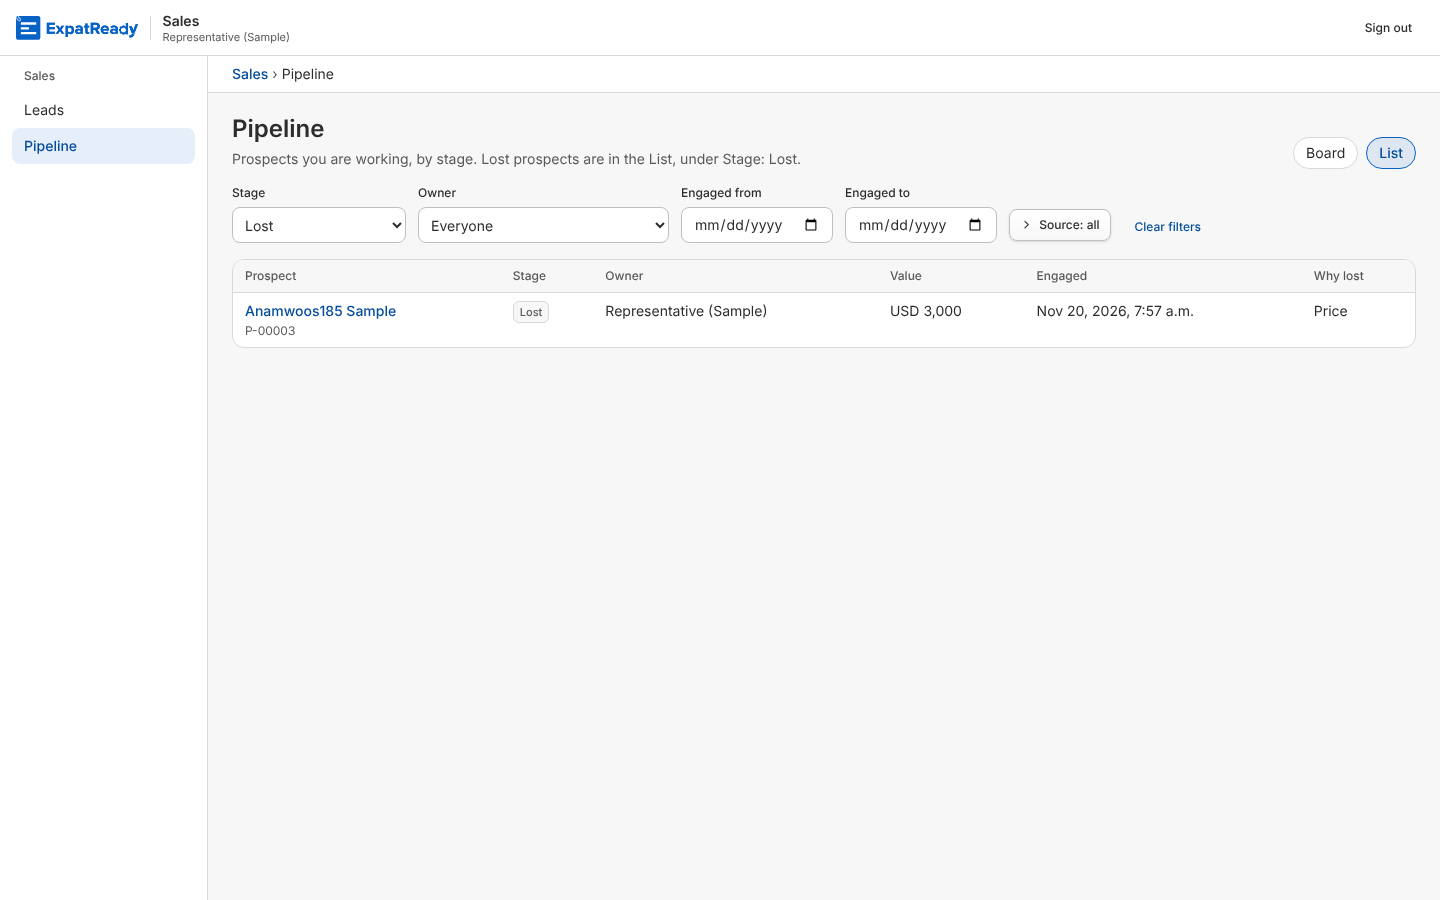 ExpatReady
Sales
Representative (Sample)
Sign out
Sales
Leads
Pipeline
Sales › Pipeline
Pipeline
Prospects you are working, by stage. Lost prospects are in the List, under Stage: Lost.
Board
List
Stage
Owner
Engaged from
Engaged to
Lost
Everyone
mm/dd/yyyy
mm/dd/yyyy
Source: all
Clear filters
Prospect Stage Owner Value Engaged Why lost
Anamwoos185 Sample Lost Representative (Sample) USD 3,000 Nov 20, 2026, 7:57 a.m. Price
P-00003